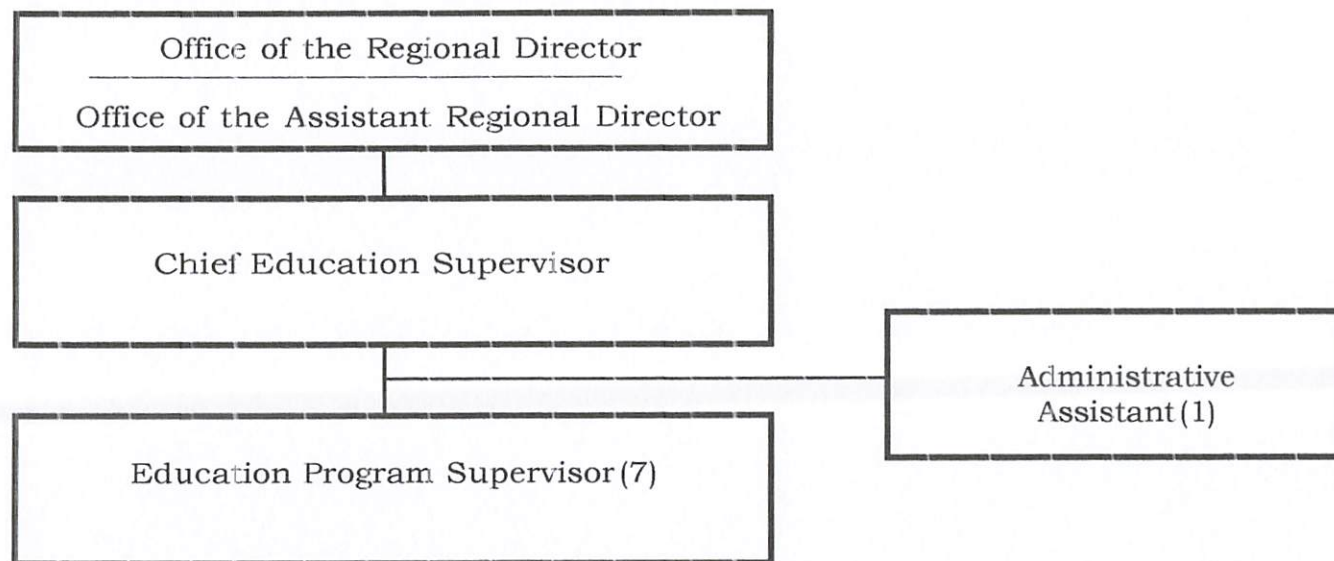 Office of the Regional Director
Office of the Assistant Regional Director
Chief Education Supervisor
Administrative
Assistant (1)
Education Program Supervisor (7)